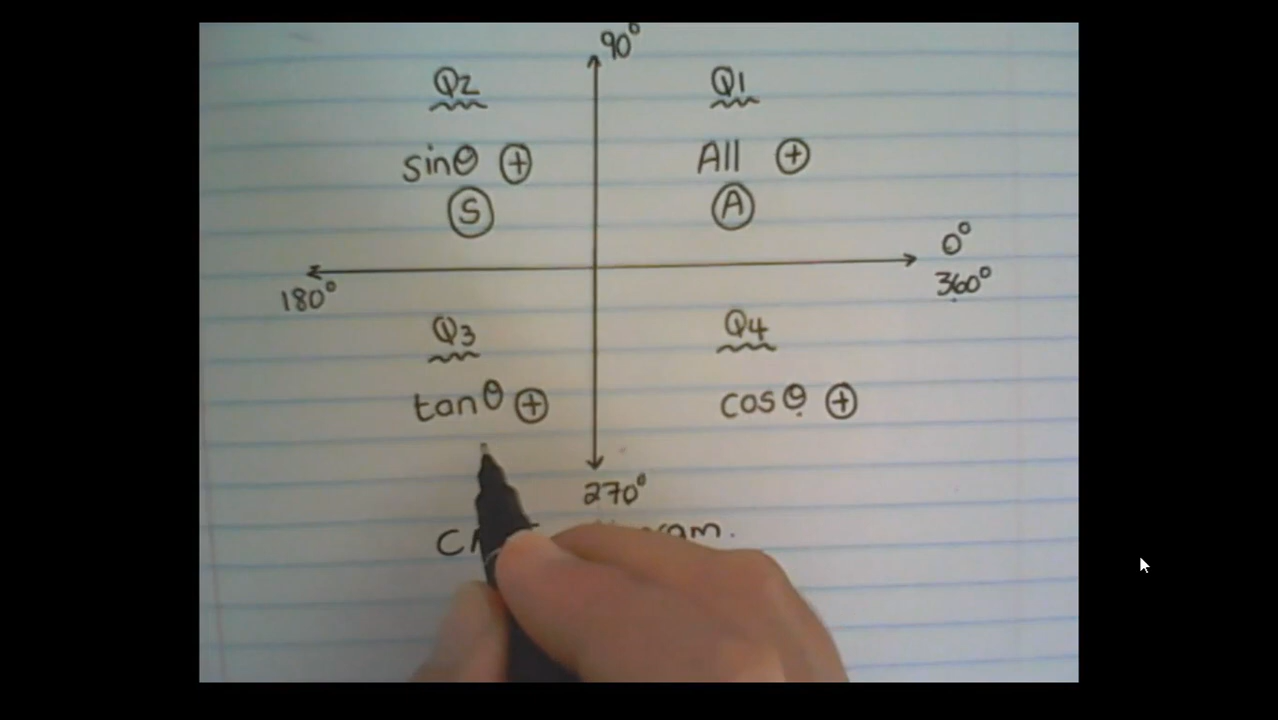 90°
Q2 Q1
sinθ ⊕ All ⊕
Ⓢ Ⓐ
0°
180° 360°
Q3 Q4
tanθ ⊕ cosθ ⊕
270°